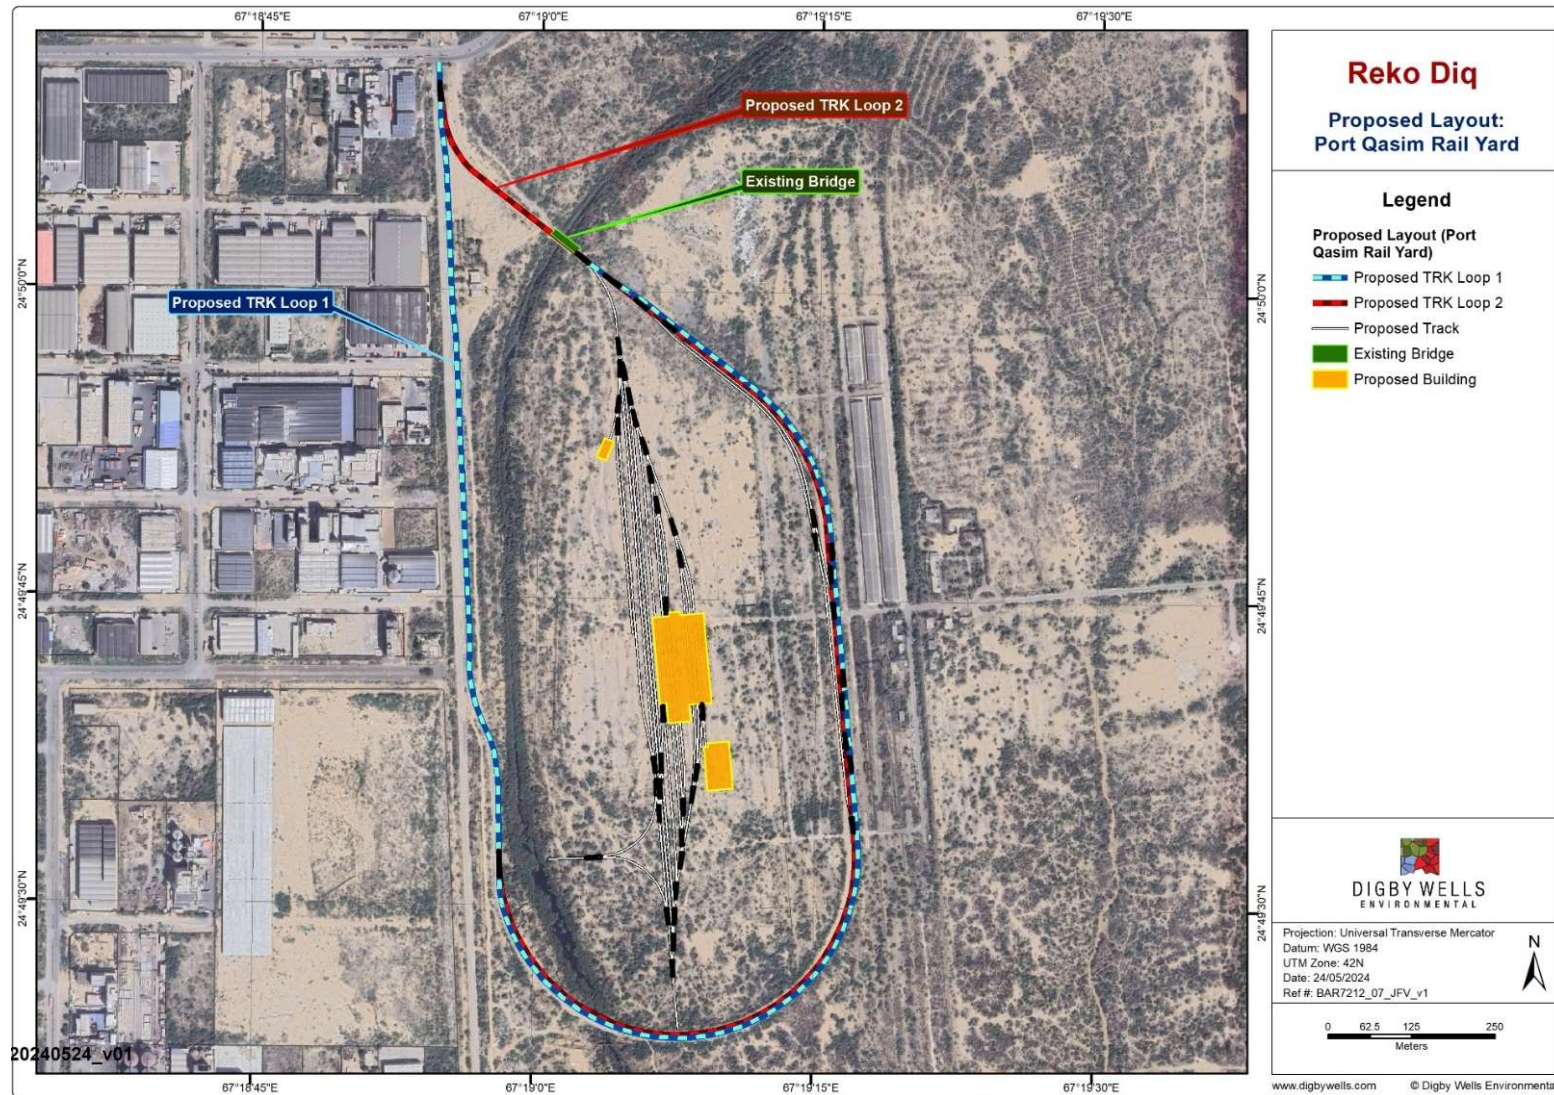 67°18'45"E
67°19'0"E
67°19'15"E
67°19'30"E
Reko Diq
Proposed Layout:
Port Qasim Rail Yard
Proposed TRK Loop 2
Existing Bridge
Proposed TRK Loop 1
24°50'0"N
24°50'0"N
24°49'45"N
24°49'45"N
24°49'30"N
24°49'30"N
Legend
Proposed Layout (Port
Qasim Rail Yard)
Proposed TRK Loop 1
Proposed TRK Loop 2
Proposed Track
Existing Bridge
Proposed Building
DIGBY WELLS
ENVIRONMENTAL
Projection: Universal Transverse Mercator
Datum: WGS 1984
UTM Zone: 42N
Date: 24/05/2024
Ref #: BAR7212_07_JFV_v1
N
0 62.5 125 250
Meters
20240524_v01
67°18'45"E
67°19'0"E
67°19'15"E
67°19'30"E
www.digbywells.com © Digby Wells Environmenta